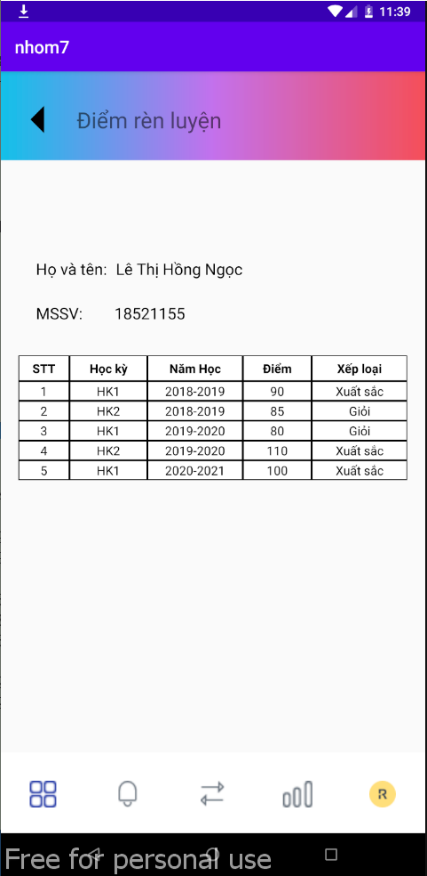 11:39
nhom7
Điểm rèn luyện
Họ và tên: Lê Thị Hồng Ngọc
MSSV: 18521155
STT Học kỳ Năm Học Điểm Xếp loại
1 HK1 2018-2019 90 Xuất sắc
2 HK2 2018-2019 85 Giỏi
3 HK1 2019-2020 80 Giỏi
4 HK2 2019-2020 110 Xuất sắc
5 HK1 2020-2021 100 Xuất sắc
R
Free for personal use